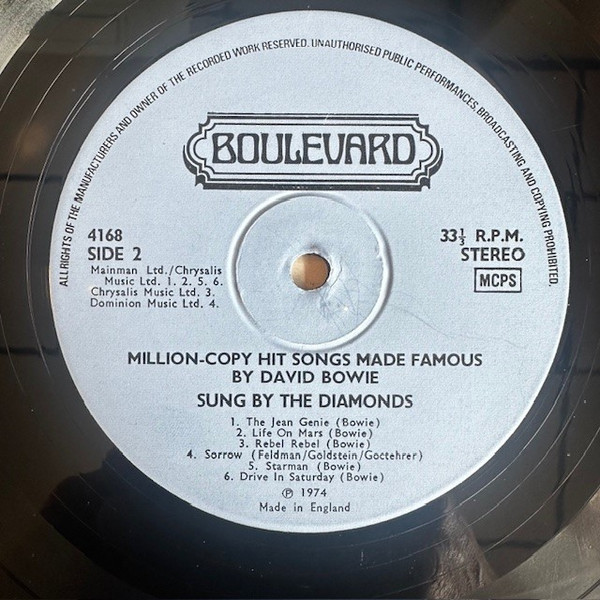 ALL RIGHTS OF THE MANUFACTURERS AND OWNER OF THE RECORDED WORK RESERVED. UNAUTHORISED PUBLIC PERFORMANCES, BROADCASTING AND COPYING PROHIBITED.
BOULEVARD
4168
SIDE 2
Mainman Ltd./Chrysalis
Music Ltd. 1. 2. 5. 6.
Chrysalis Music Ltd. 3.
Dominion Music Ltd. 4.
33⅓ R.P.M.
STEREO
MCPS
MILLION-COPY HIT SONGS MADE FAMOUS
BY DAVID BOWIE
SUNG BY THE DIAMONDS
1. The Jean Genie (Bowie)
2. Life On Mars (Bowie)
3. Rebel Rebel (Bowie)
4. Sorrow (Feldman/Goldstein/Goctehrer)
5. Starman (Bowie)
6. Drive In Saturday (Bowie)
℗ 1974
Made in England